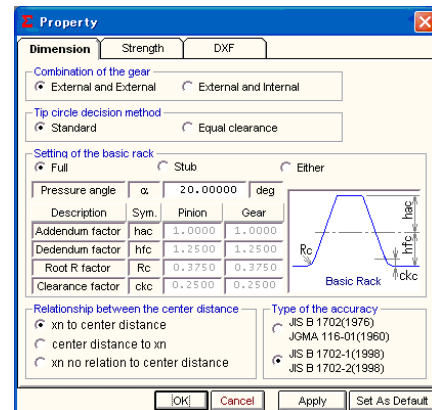 Property
Dimension Strength DXF
Combination of the gear
External and External External and Internal
Tip circle decision method
Standard Equal clearance
Setting of the basic rack
Full Stub Either
Pressure angle α 20.00000 deg
Description Sym. Pinion Gear
Addendum factor hac 1.0000 1.0000
Dedendum factor hfc 1.2500 1.2500
Root R factor Rc 0.3750 0.3750
Clearance factor ckc 0.2500 0.2500
hac
hfc
Rc
ckc
Basic Rack
Relationship between the center distance
xn to center distance
center distance to xn
xn no relation to center distance
Type of the accuracy
JIS B 1702(1976)
JGMA 116-01(1960)
JIS B 1702-1(1998)
JIS B 1702-2(1998)
OK Cancel Apply Set As Default